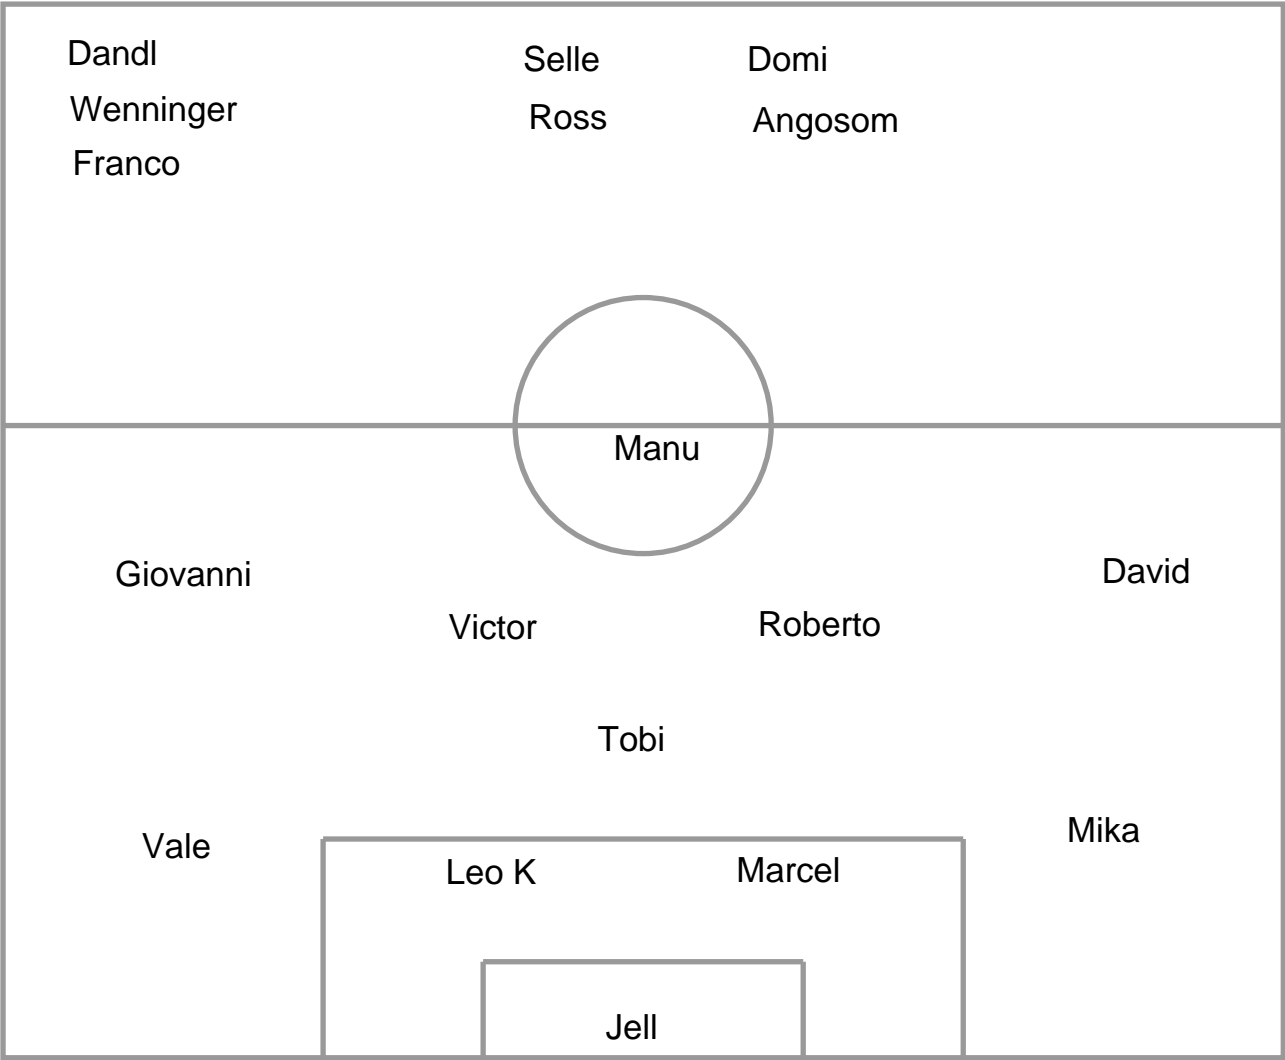 Dandl
Wenninger
Franco
Selle
Ross
Domi
Angosom
Manu
Giovanni
David
Victor
Roberto
Tobi
Vale
Mika
Leo K
Marcel
Jell